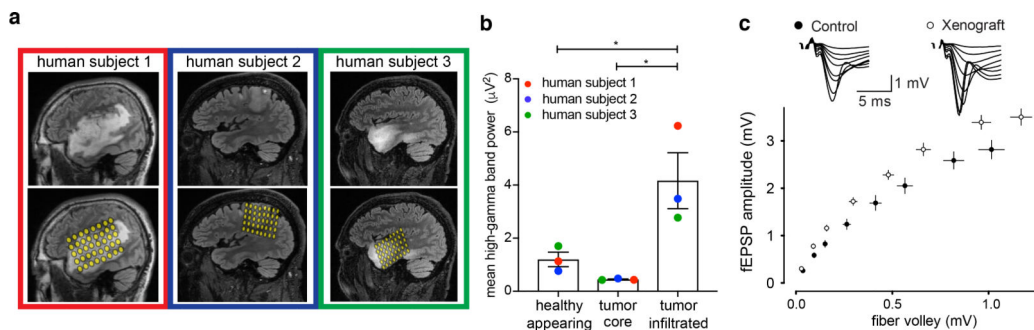 a
human subject 1
human subject 2
human subject 3
b
*
*
mean high-gamma band power (µV²)
8
6
4
2
0
human subject 1
human subject 2
human subject 3
healthy appearing
tumor core
tumor infiltrated
c
Control
Xenograft
1 mV
5 ms
fEPSP amplitude (mV)
3
2
1
0
0.0
0.5
1.0
fiber volley (mV)